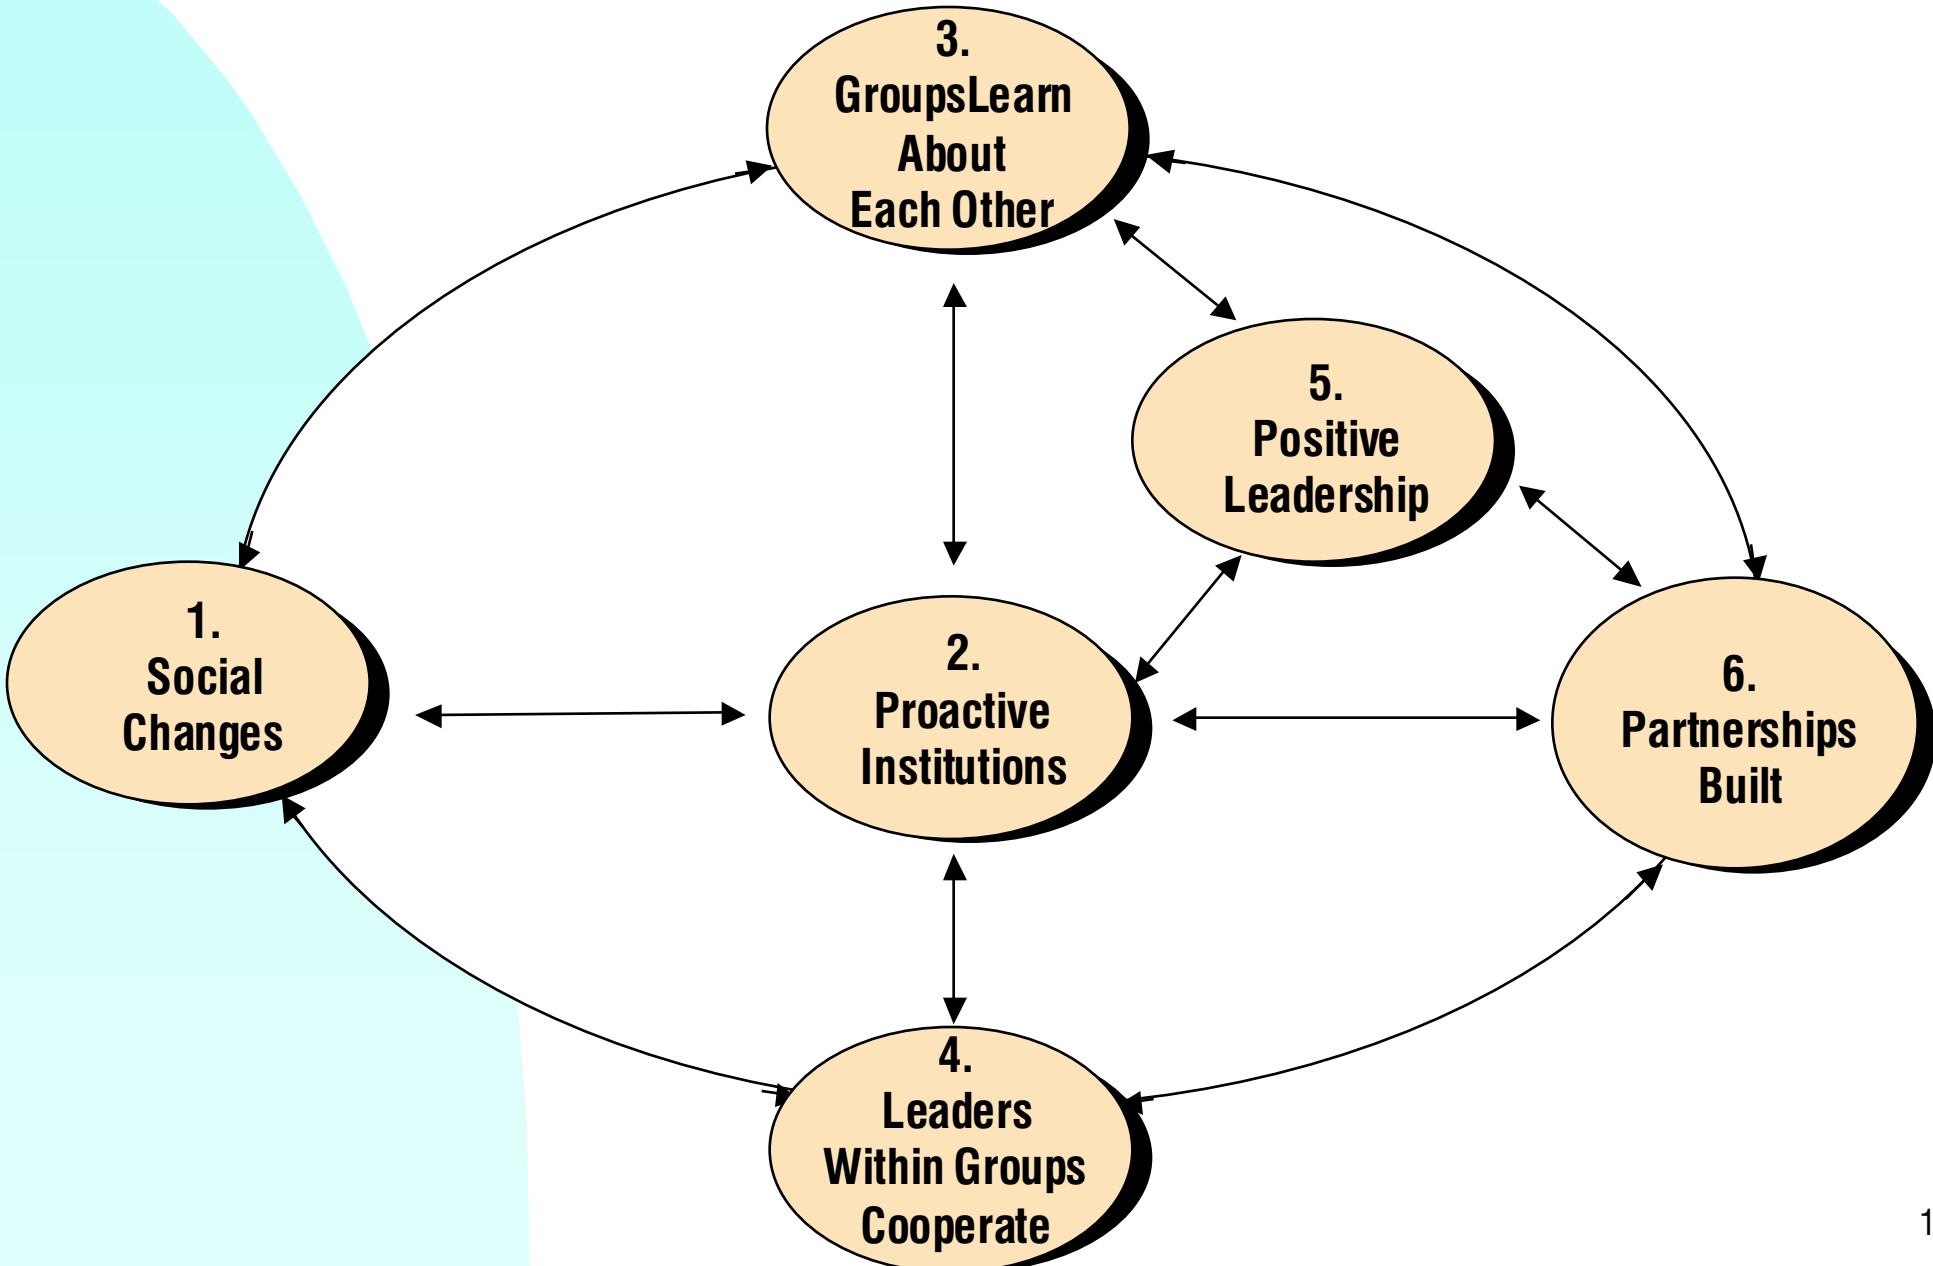 3.
GroupsLearn
About
Each Other
5.
Positive
Leadership
1.
Social
Changes
2.
Proactive
Institutions
6.
Partnerships
Built
4.
Leaders
Within Groups
Cooperate
1